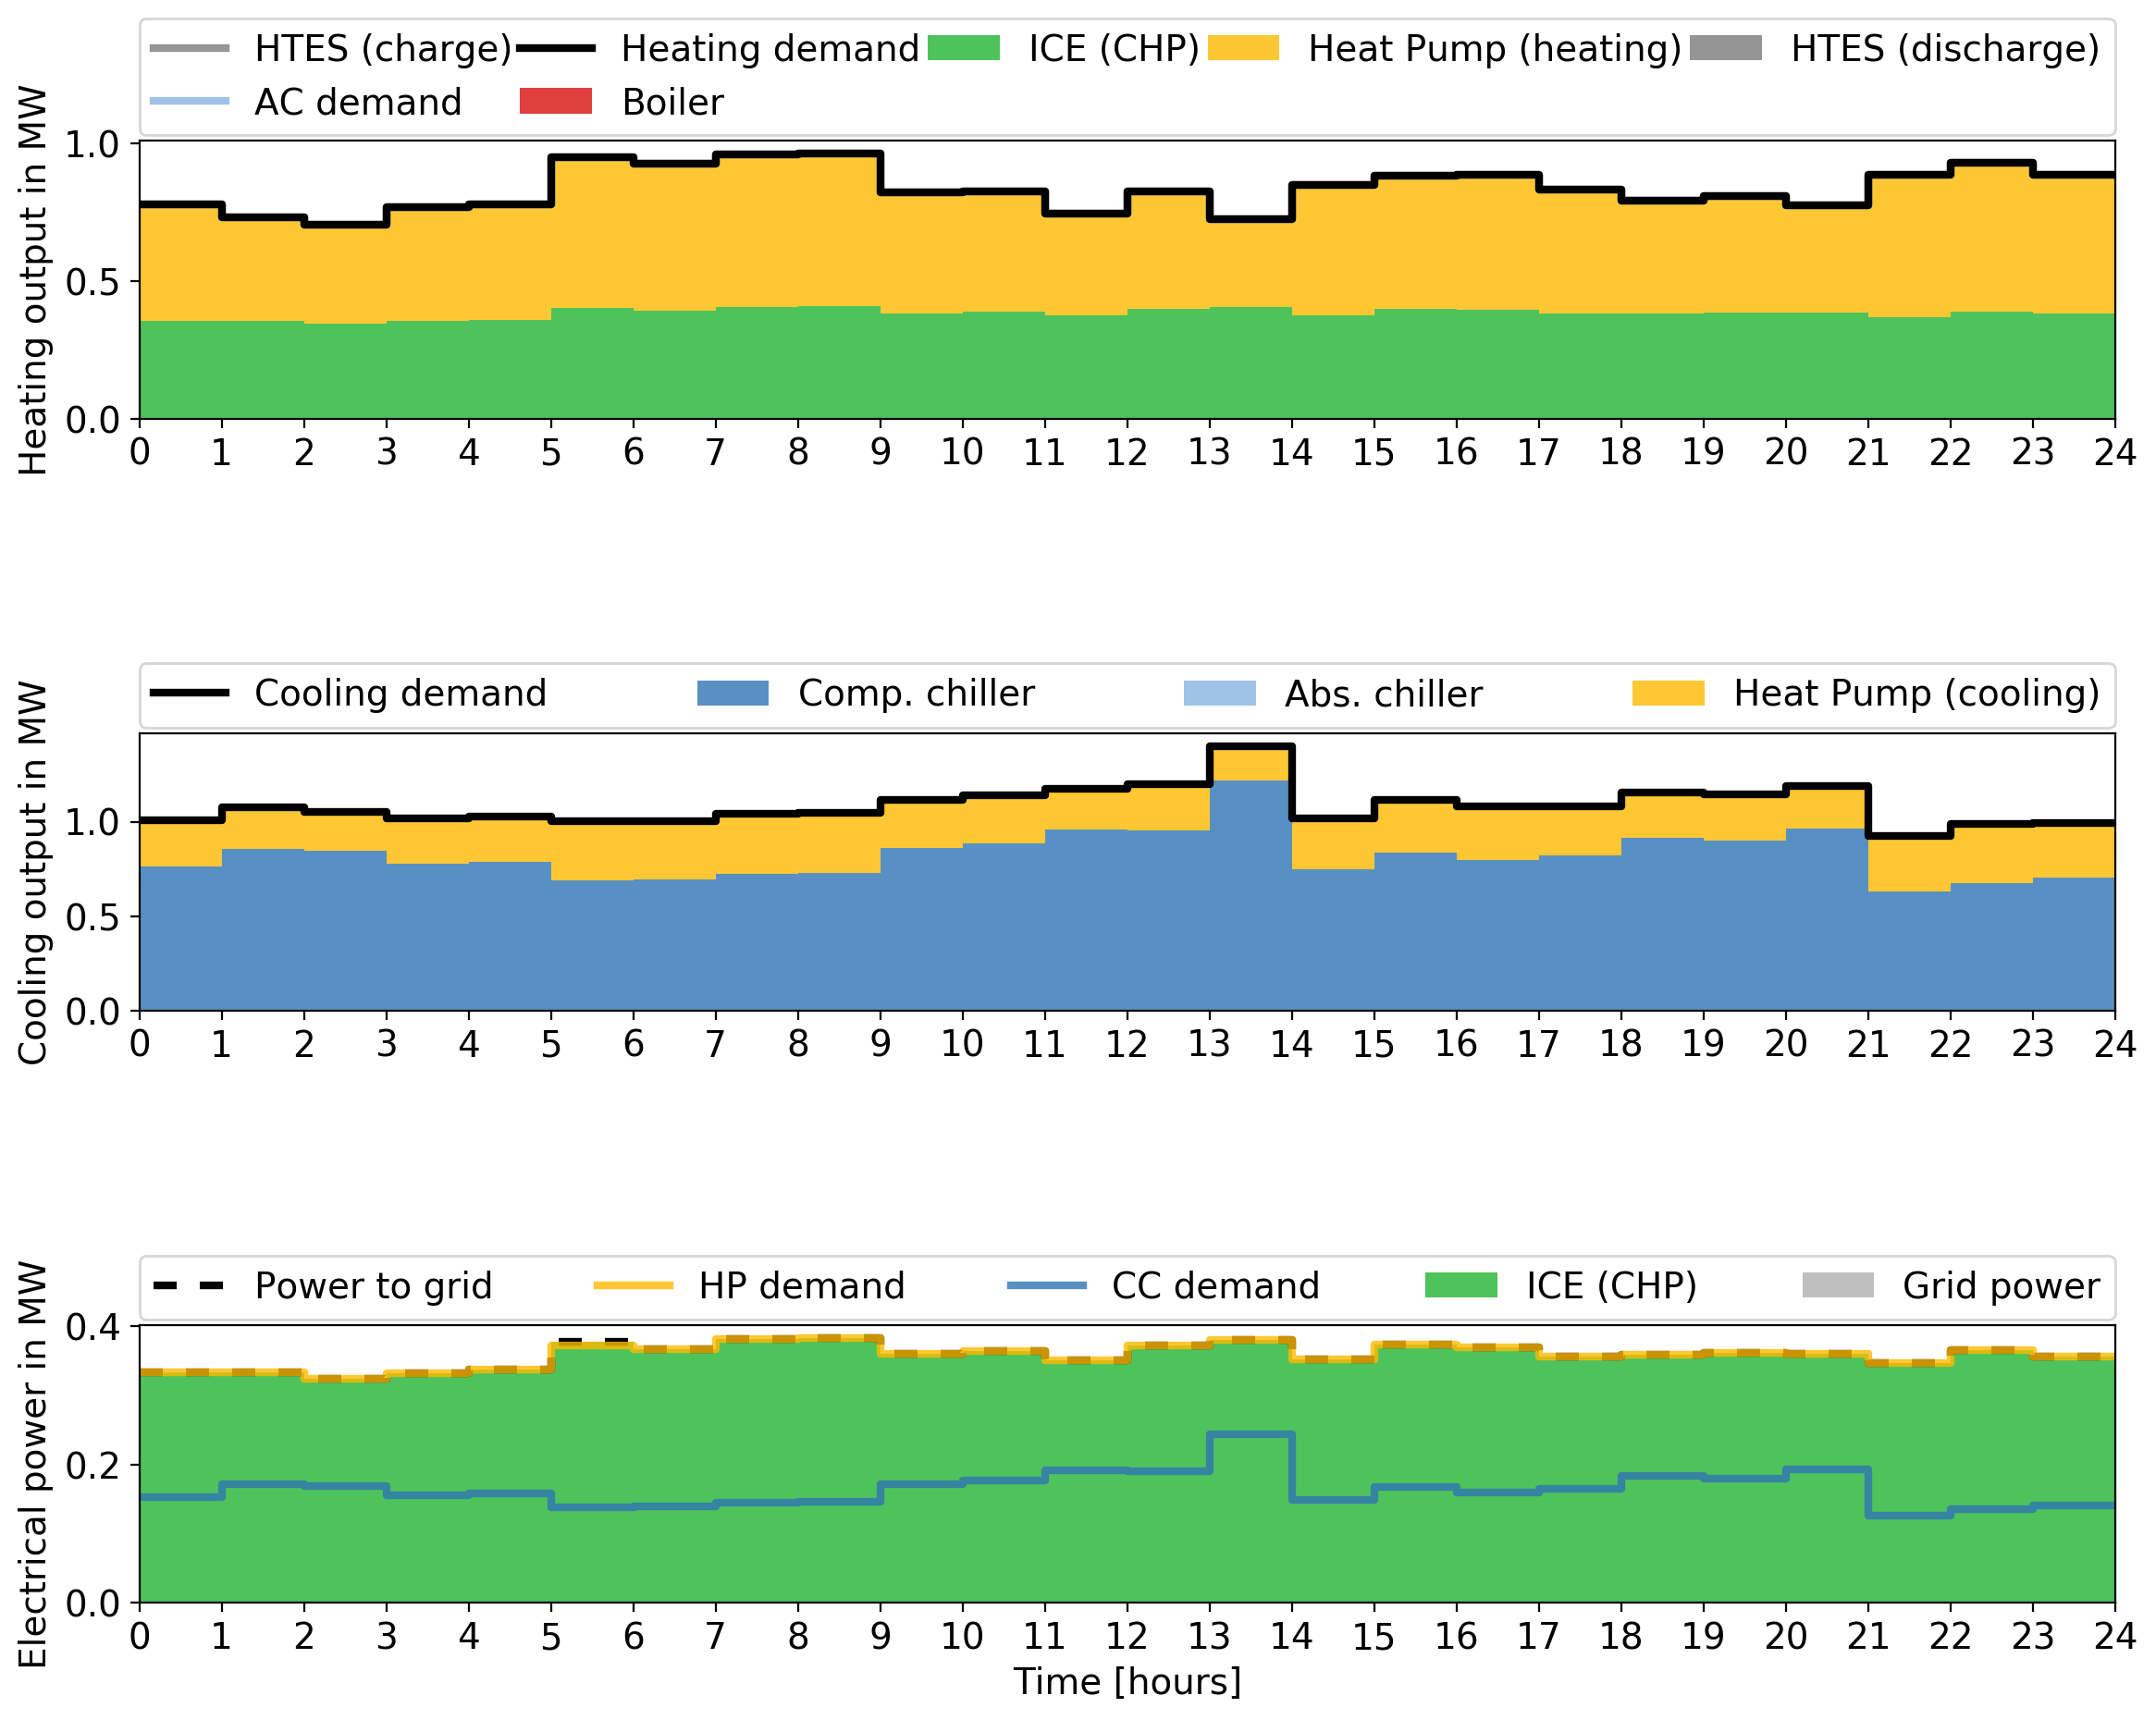 HTES (charge) Heating demand ICE (CHP) Heat Pump (heating) HTES (discharge)
AC demand Boiler
Heating output in MW
1.0
0.5
0.0
0 1 2 3 4 5 6 7 8 9 10 11 12 13 14 15 16 17 18 19 20 21 22 23 24
Cooling demand Comp. chiller Abs. chiller Heat Pump (cooling)
Cooling output in MW
1.0
0.5
0.0
0 1 2 3 4 5 6 7 8 9 10 11 12 13 14 15 16 17 18 19 20 21 22 23 24
Power to grid HP demand CC demand ICE (CHP) Grid power
Electrical power in MW
0.4
0.2
0.0
0 1 2 3 4 5 6 7 8 9 10 11 12 13 14 15 16 17 18 19 20 21 22 23 24
Time [hours]